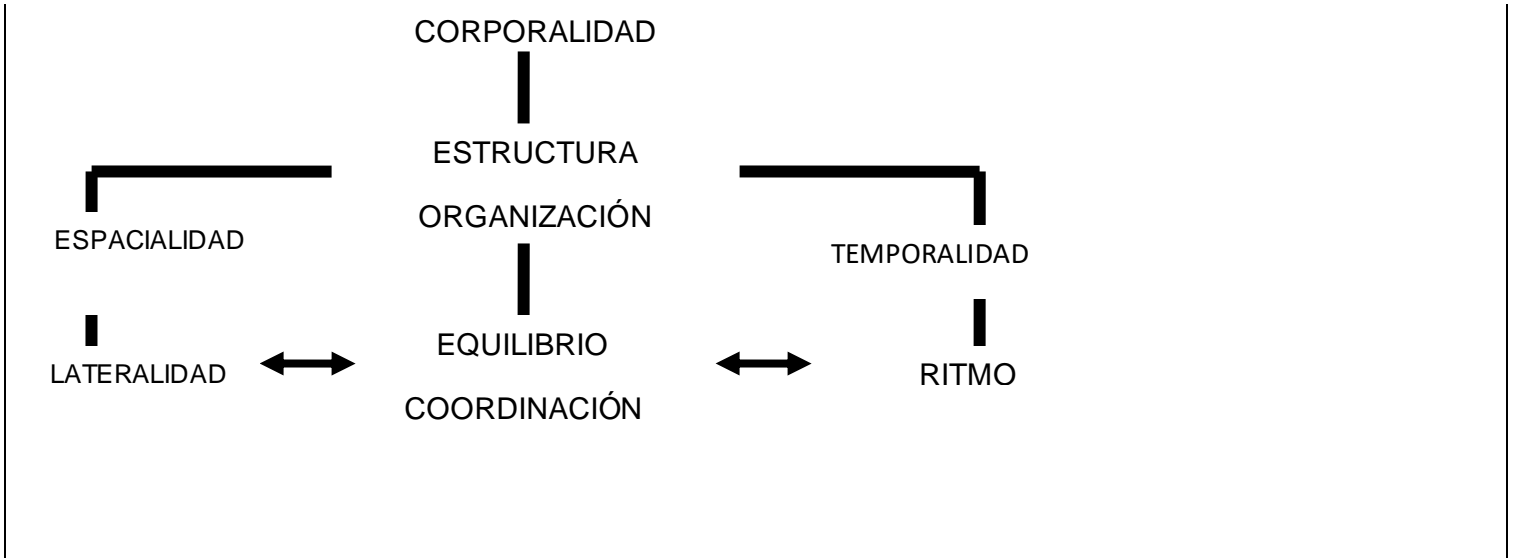 CORPORALIDAD
ESTRUCTURA
ORGANIZACIÓN
ESPACIALIDAD
TEMPORALIDAD
EQUILIBRIO
LATERALIDAD
RITMO
COORDINACIÓN